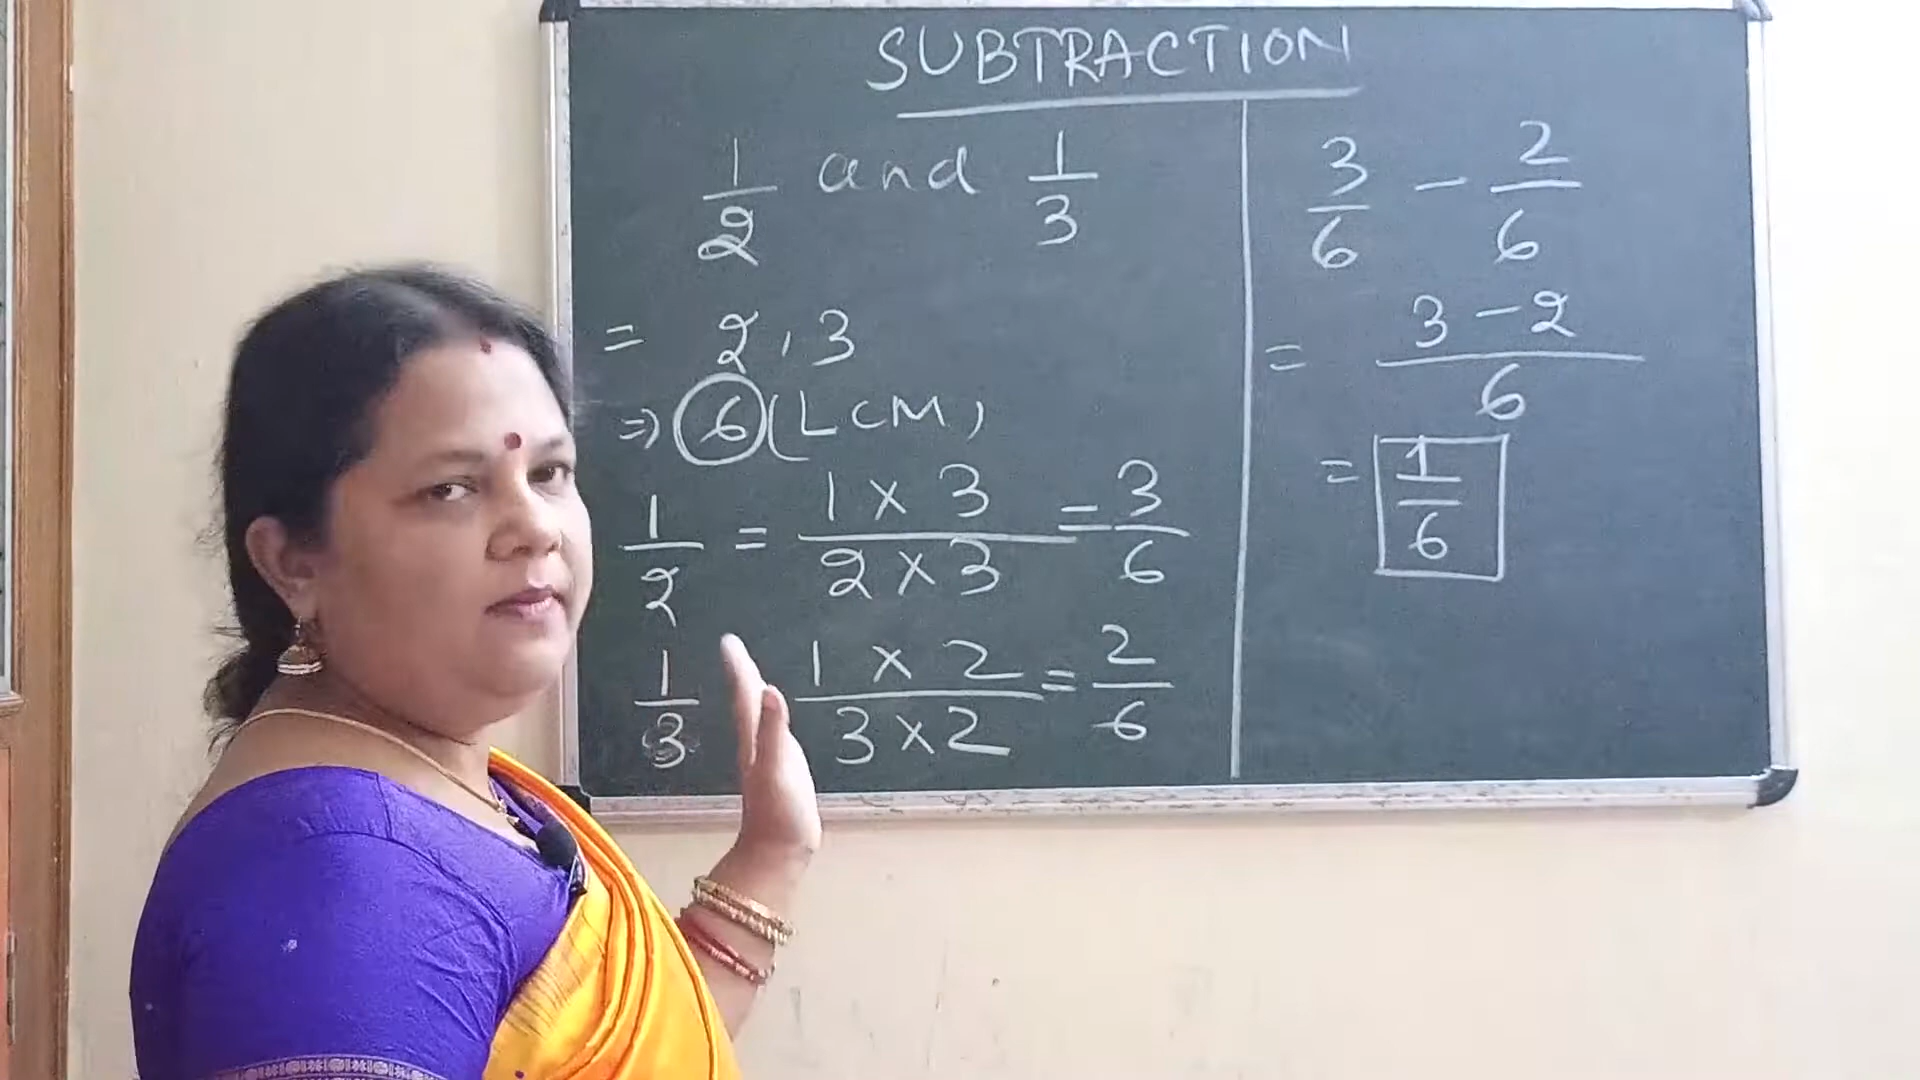 SUBTRACTION
1/2 and 1/3
= 2, 3
⇒ 6 (LCM)
1/2 = 1 × 3 / 2 × 3 = 3/6
1/3 1 × 2 / 3 × 2 = 2/6
3/6 - 2/6
= 3 - 2 / 6
= 1/6